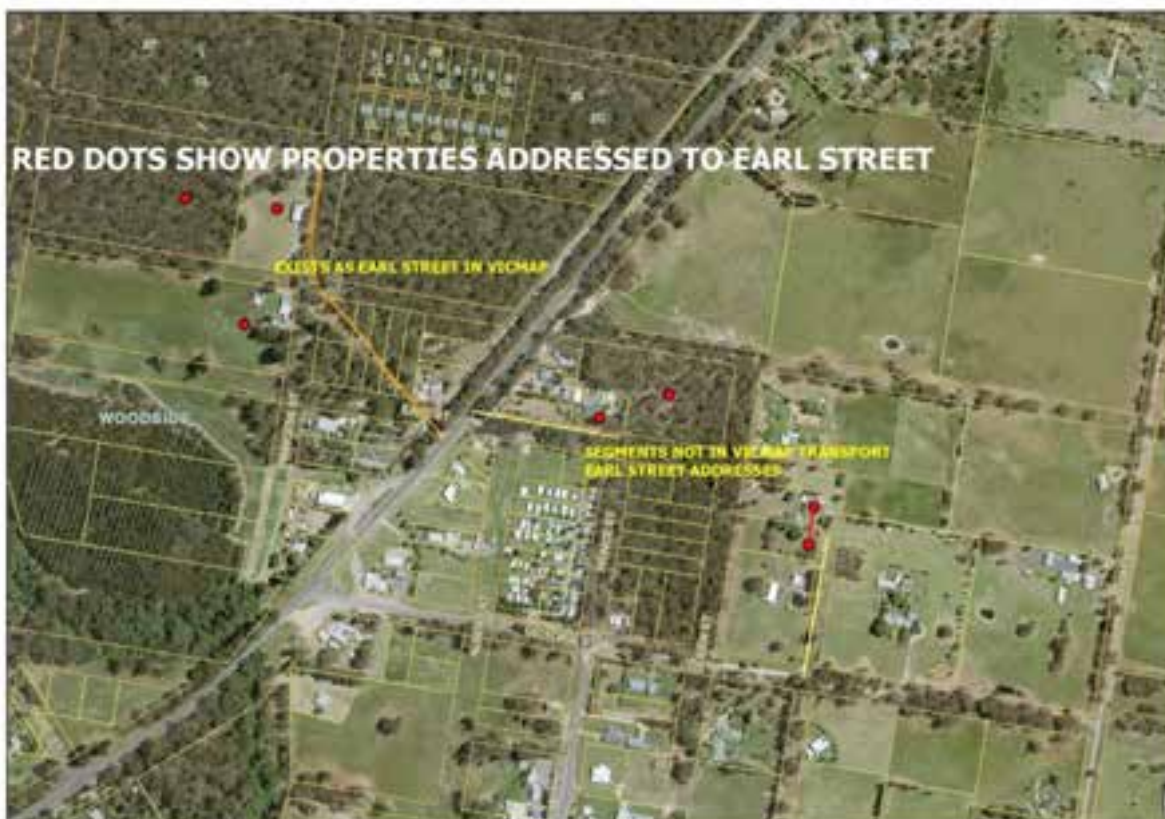 RED DOTS SHOW PROPERTIES ADDRESSED TO EARL STREET
EXISTS AS EARL STREET IN VICMAP
WOODSIDE
SEGMENTS NOT IN VICMAP TRANSPORT
EARL STREET ADDRESSES